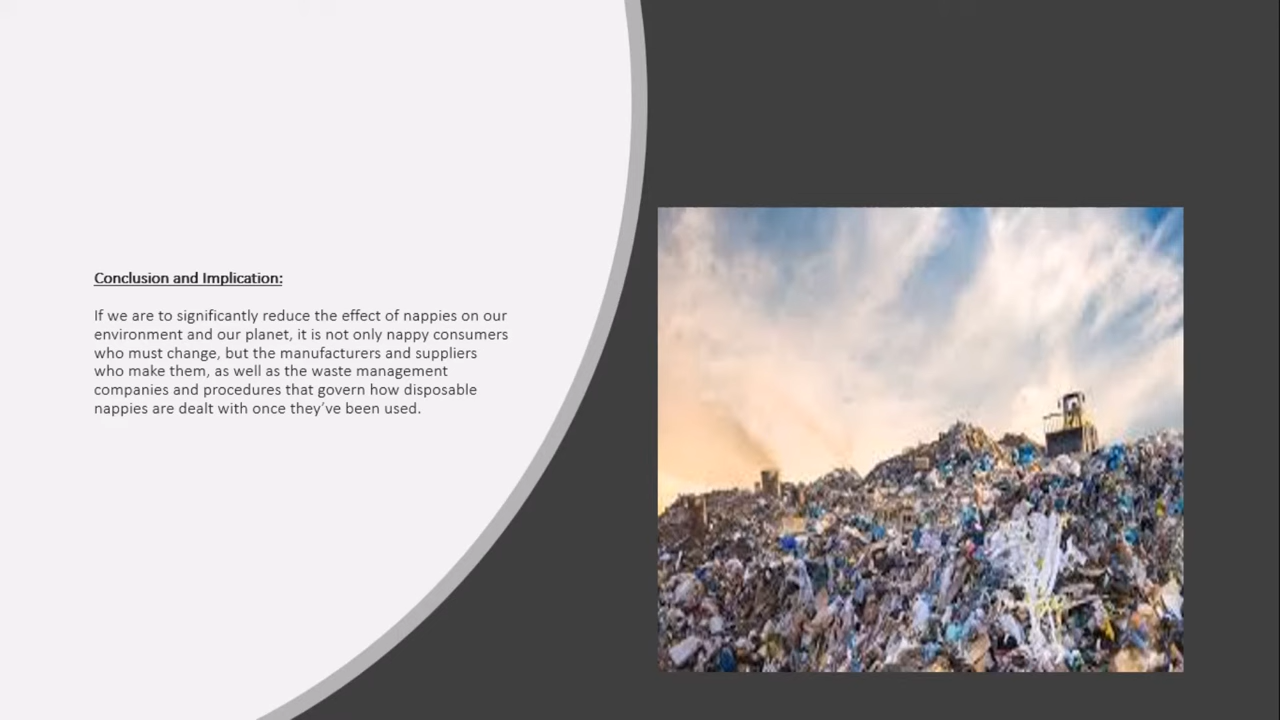 Conclusion and Implication:
If we are to significantly reduce the effect of nappies on our
environment and our planet, it is not only nappy consumers
who must change, but the manufacturers and suppliers
who make them, as well as the waste management
companies and procedures that govern how disposable
nappies are dealt with once they’ve been used.